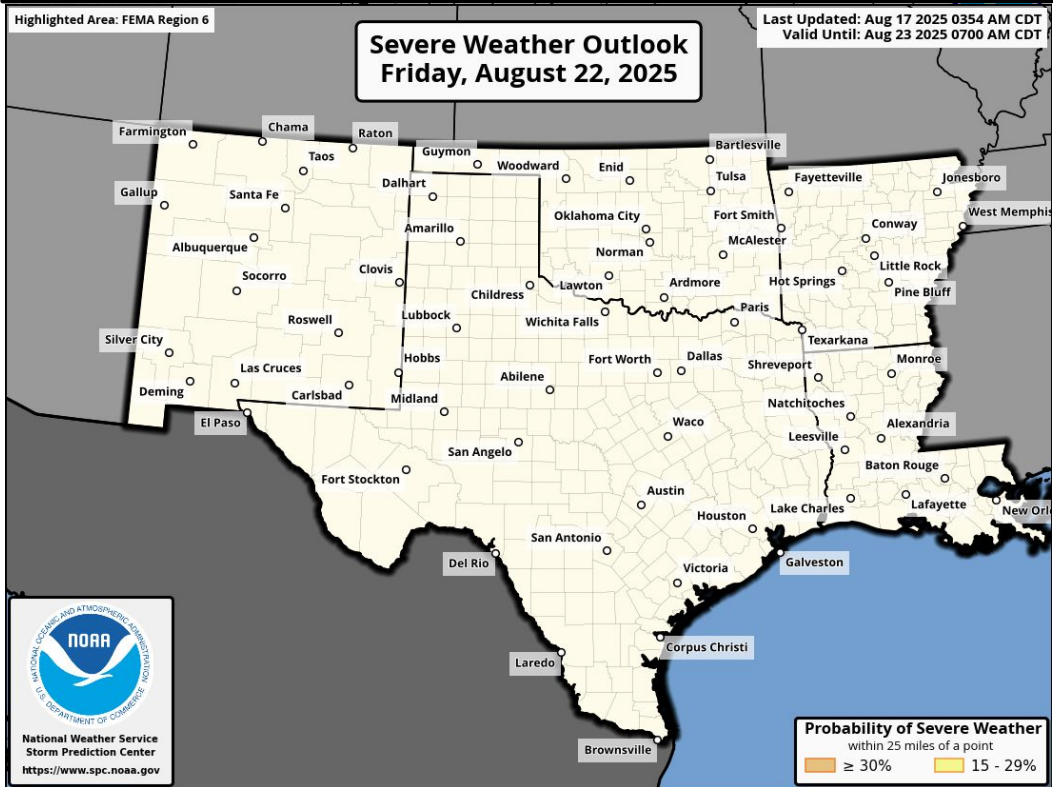 Highlighted Area: FEMA Region 6
Severe Weather Outlook
Friday, August 22, 2025
Last Updated: Aug 17 2025 0354 AM CDT
Valid Until: Aug 23 2025 0700 AM CDT
Farmington
Chama
Raton
Taos
Guymon
Woodward
Enid
Bartlesville
Tulsa
Fayetteville
Jonesboro
Gallup
Santa Fe
Dalhart
Oklahoma City
Fort Smith
West Memphis
Albuquerque
Amarillo
Norman
McAlester
Conway
Socorro
Clovis
Childress
Lawton
Ardmore
Hot Springs
Little Rock
Pine Bluff
Roswell
Lubbock
Wichita Falls
Paris
Texarkana
Silver City
Las Cruces
Hobbs
Fort Worth
Dallas
Shreveport
Monroe
Deming
Carlsbad
Midland
Abilene
Natchitoches
El Paso
San Angelo
Waco
Leesville
Alexandria
Fort Stockton
Austin
Houston
Lake Charles
Baton Rouge
Lafayette
New Orl
Del Rio
San Antonio
Victoria
Galveston
Laredo
Corpus Christi
Brownsville
NATIONAL OCEANIC AND ATMOSPHERIC ADMINISTRATION
NOAA
U.S. DEPARTMENT OF COMMERCE
National Weather Service
Storm Prediction Center
https://www.spc.noaa.gov
Probability of Severe Weather
within 25 miles of a point
≥ 30%
15 - 29%